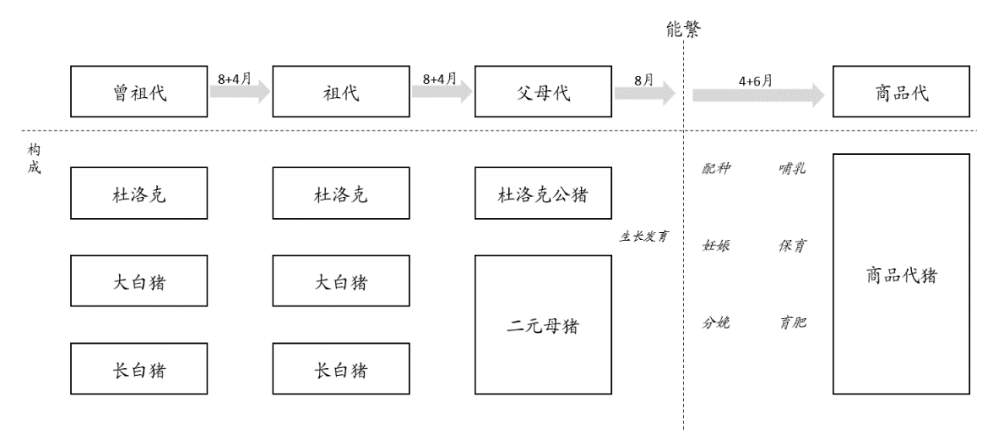 能繁
曾祖代
8+4月
祖代
8+4月
父母代
8月
4+6月
商品代
构
成
杜洛克
杜洛克
杜洛克公猪
配种
哺乳
生长发育
大白猪
大白猪
二元母猪
妊娠
保育
商品代猪
长白猪
长白猪
分娩
育肥